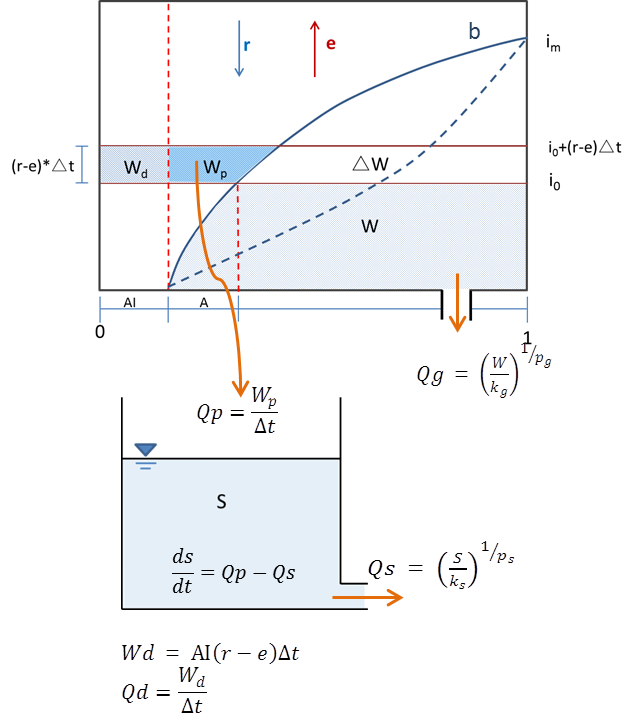 b
r
e
i_m
(r-e)*△t
W_d
W_p
△W
i_0+(r-e)△t
i_0
W
AI
A
0
1
Qg = (W/k_g)^{1/p_g}
Qp = W_p/Δt
S
ds/dt = Qp − Qs
Qs = (S/k_s)^{1/p_s}
Wd = AI(r − e)Δt
Qd = W_d/Δt